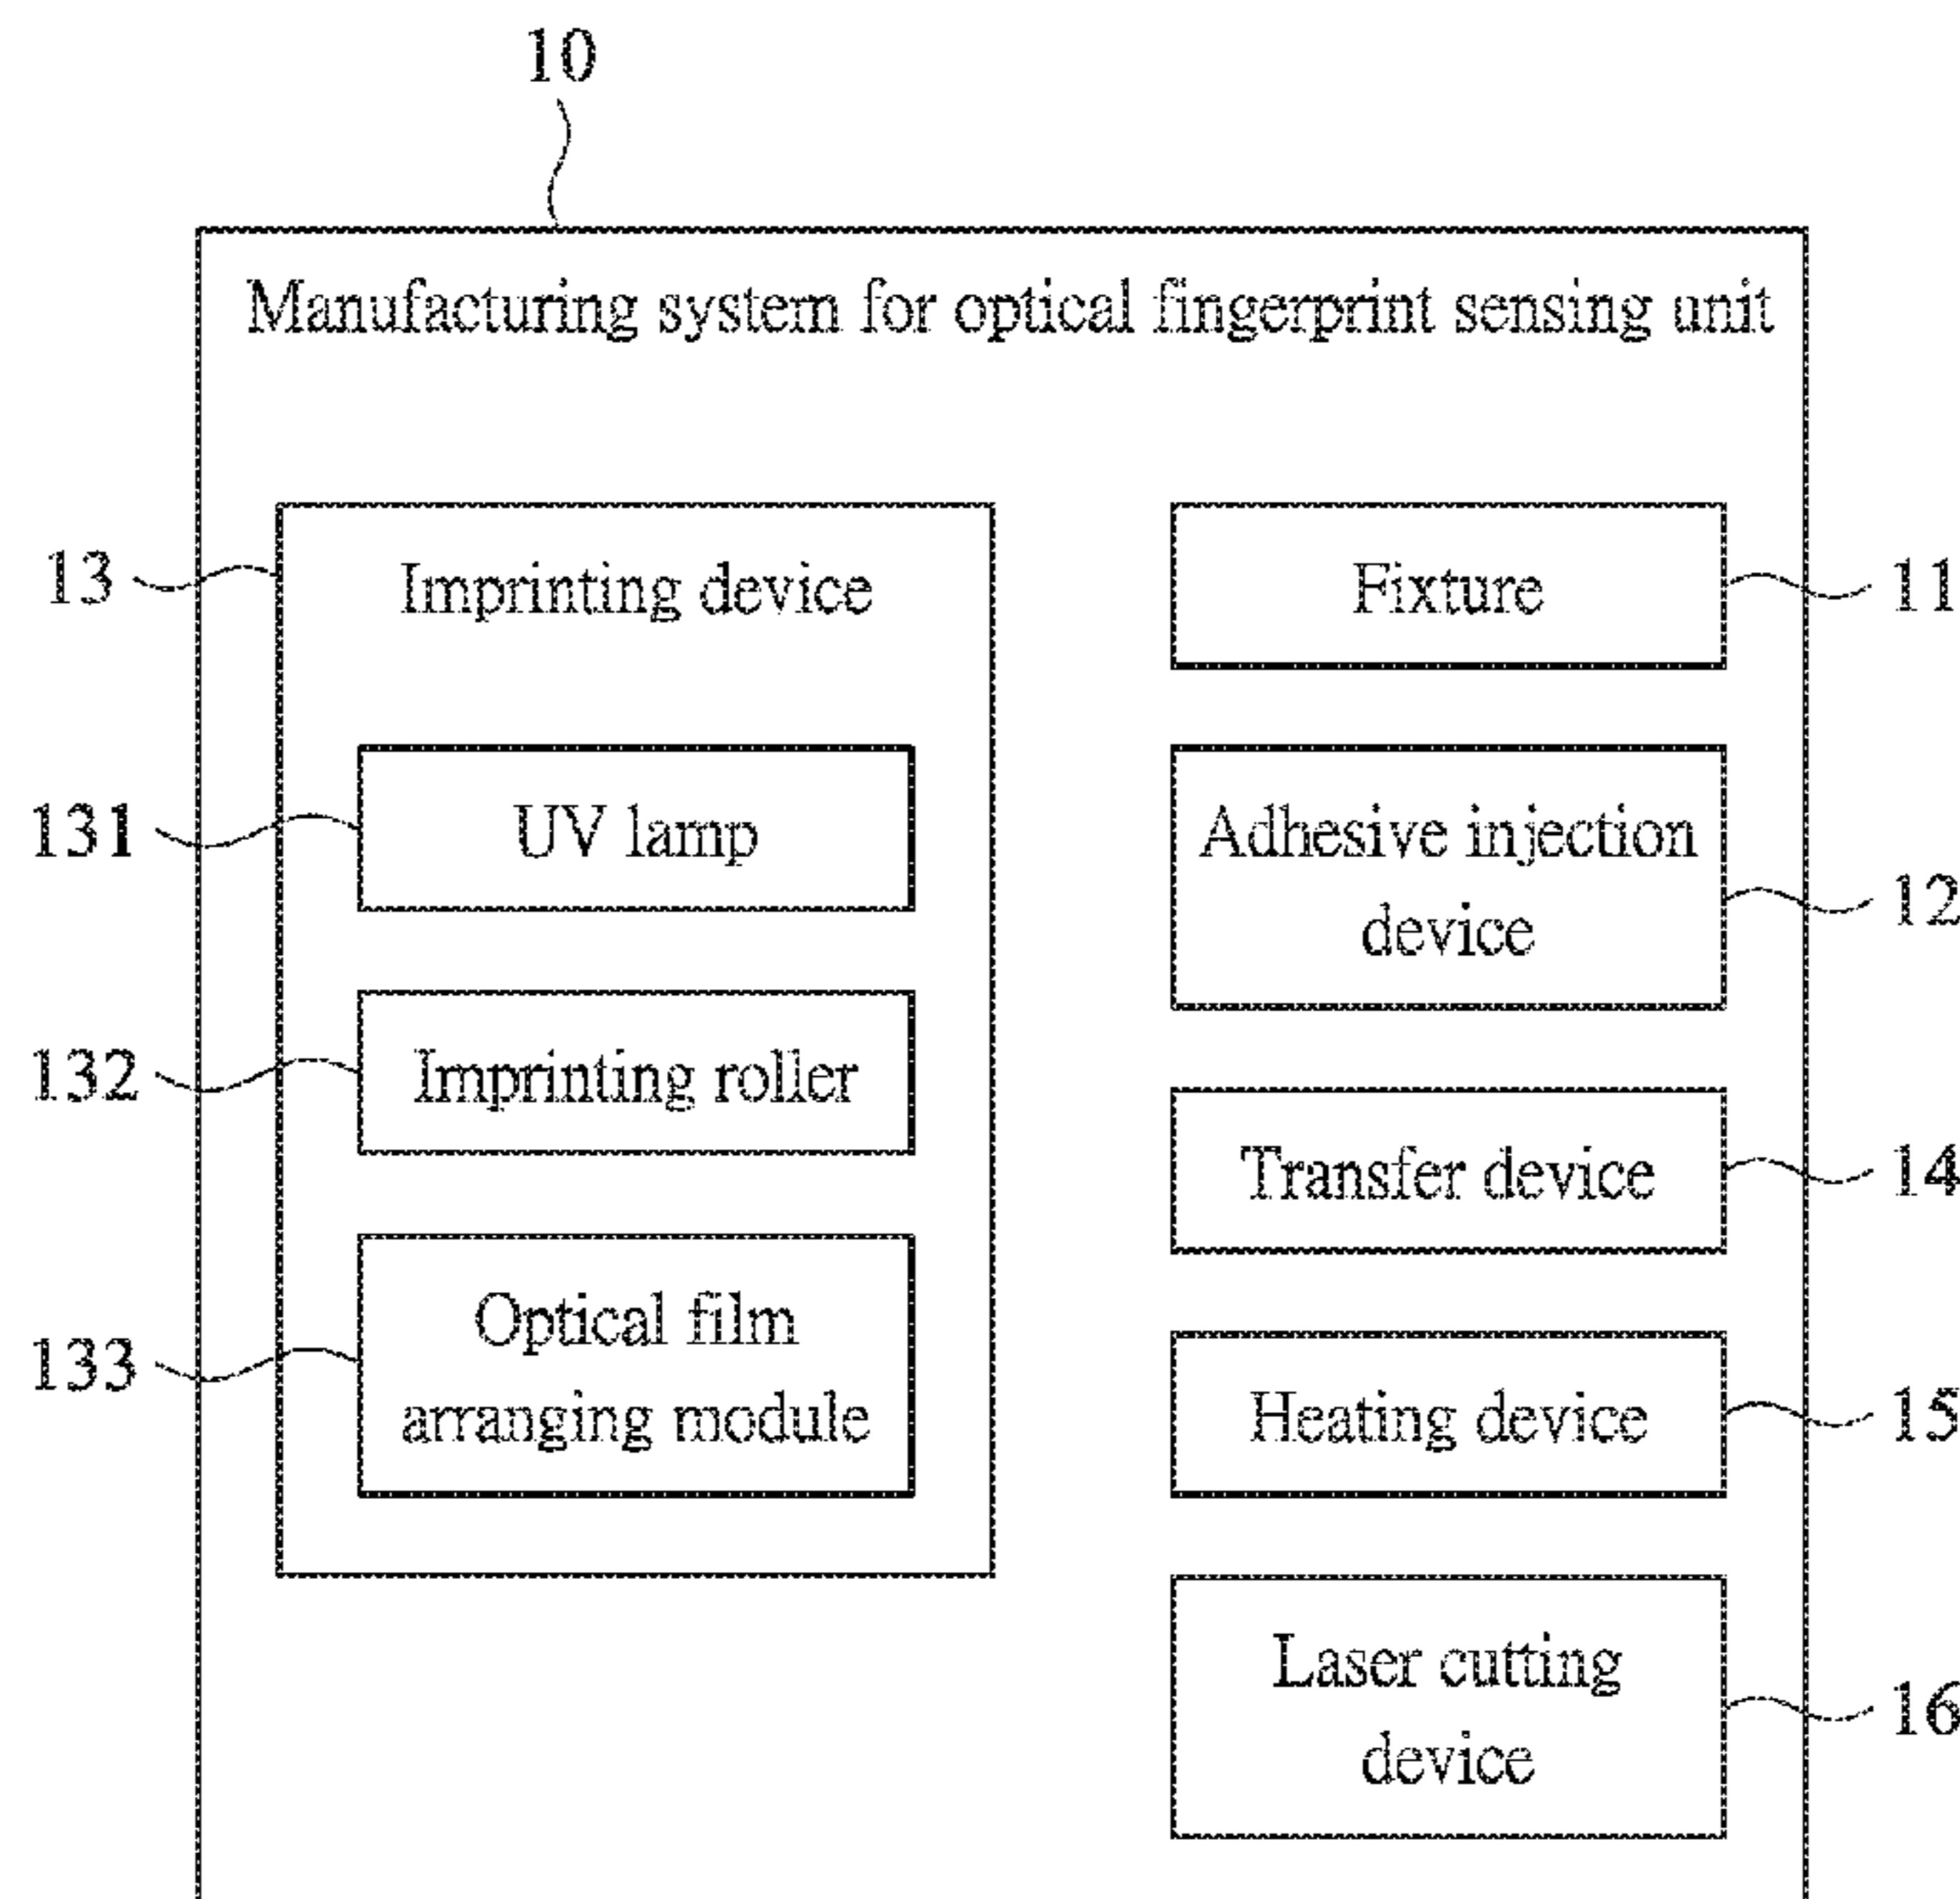 10
Manufacturing system for optical fingerprint sensing unit
13
Imprinting device
131
UV lamp
132
Imprinting roller
133
Optical film
arranging module
Fixture
11
Adhesive injection
device
12
Transfer device
14
Heating device
15
Laser cutting
device
16